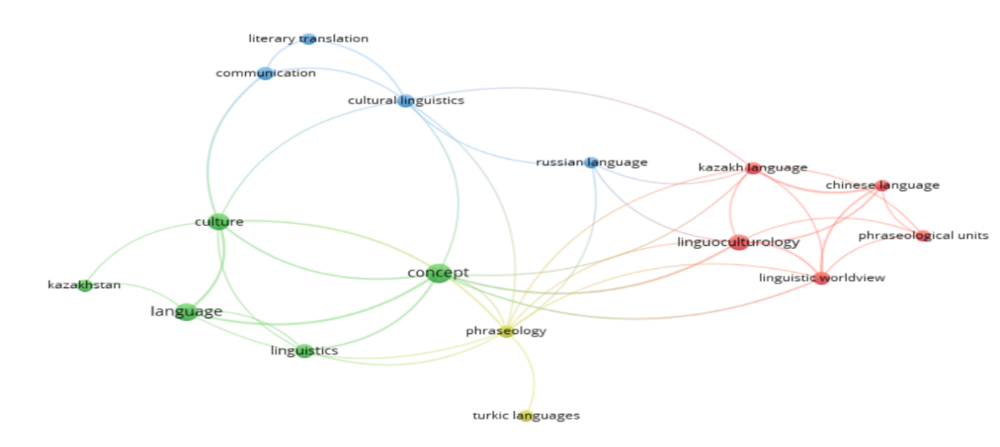 literary translation
communication
cultural linguistics
russian language
kazakh language
chinese language
culture
phraseological units
linguoculturology
concept
linguistic worldview
kazakhstan
language
phraseology
linguistics
turkic languages